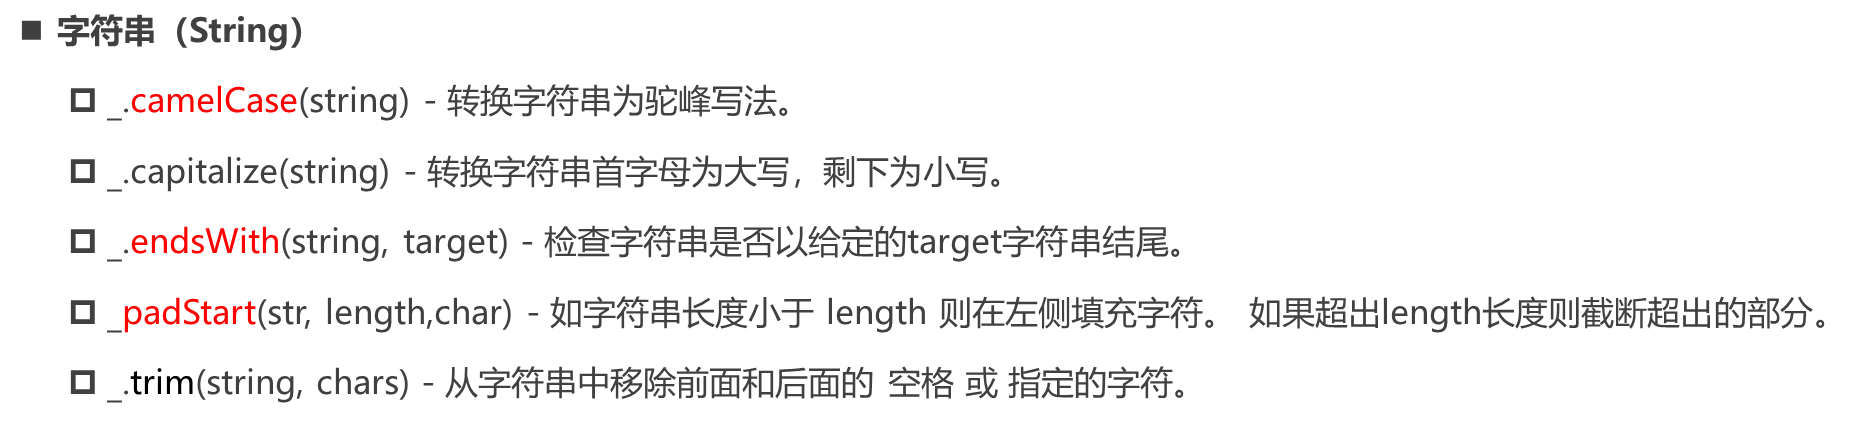 ■ 字符串（String）
□ _.camelCase(string) - 转换字符串为驼峰写法。
□ _.capitalize(string) - 转换字符串首字母为大写，剩下为小写。
□ _.endsWith(string, target) - 检查字符串是否以给定的target字符串结尾。
□ _padStart(str, length,char) - 如字符串长度小于 length 则在左侧填充字符。 如果超出length长度则截断超出的部分。
□ _.trim(string, chars) - 从字符串中移除前面和后面的 空格 或 指定的字符。